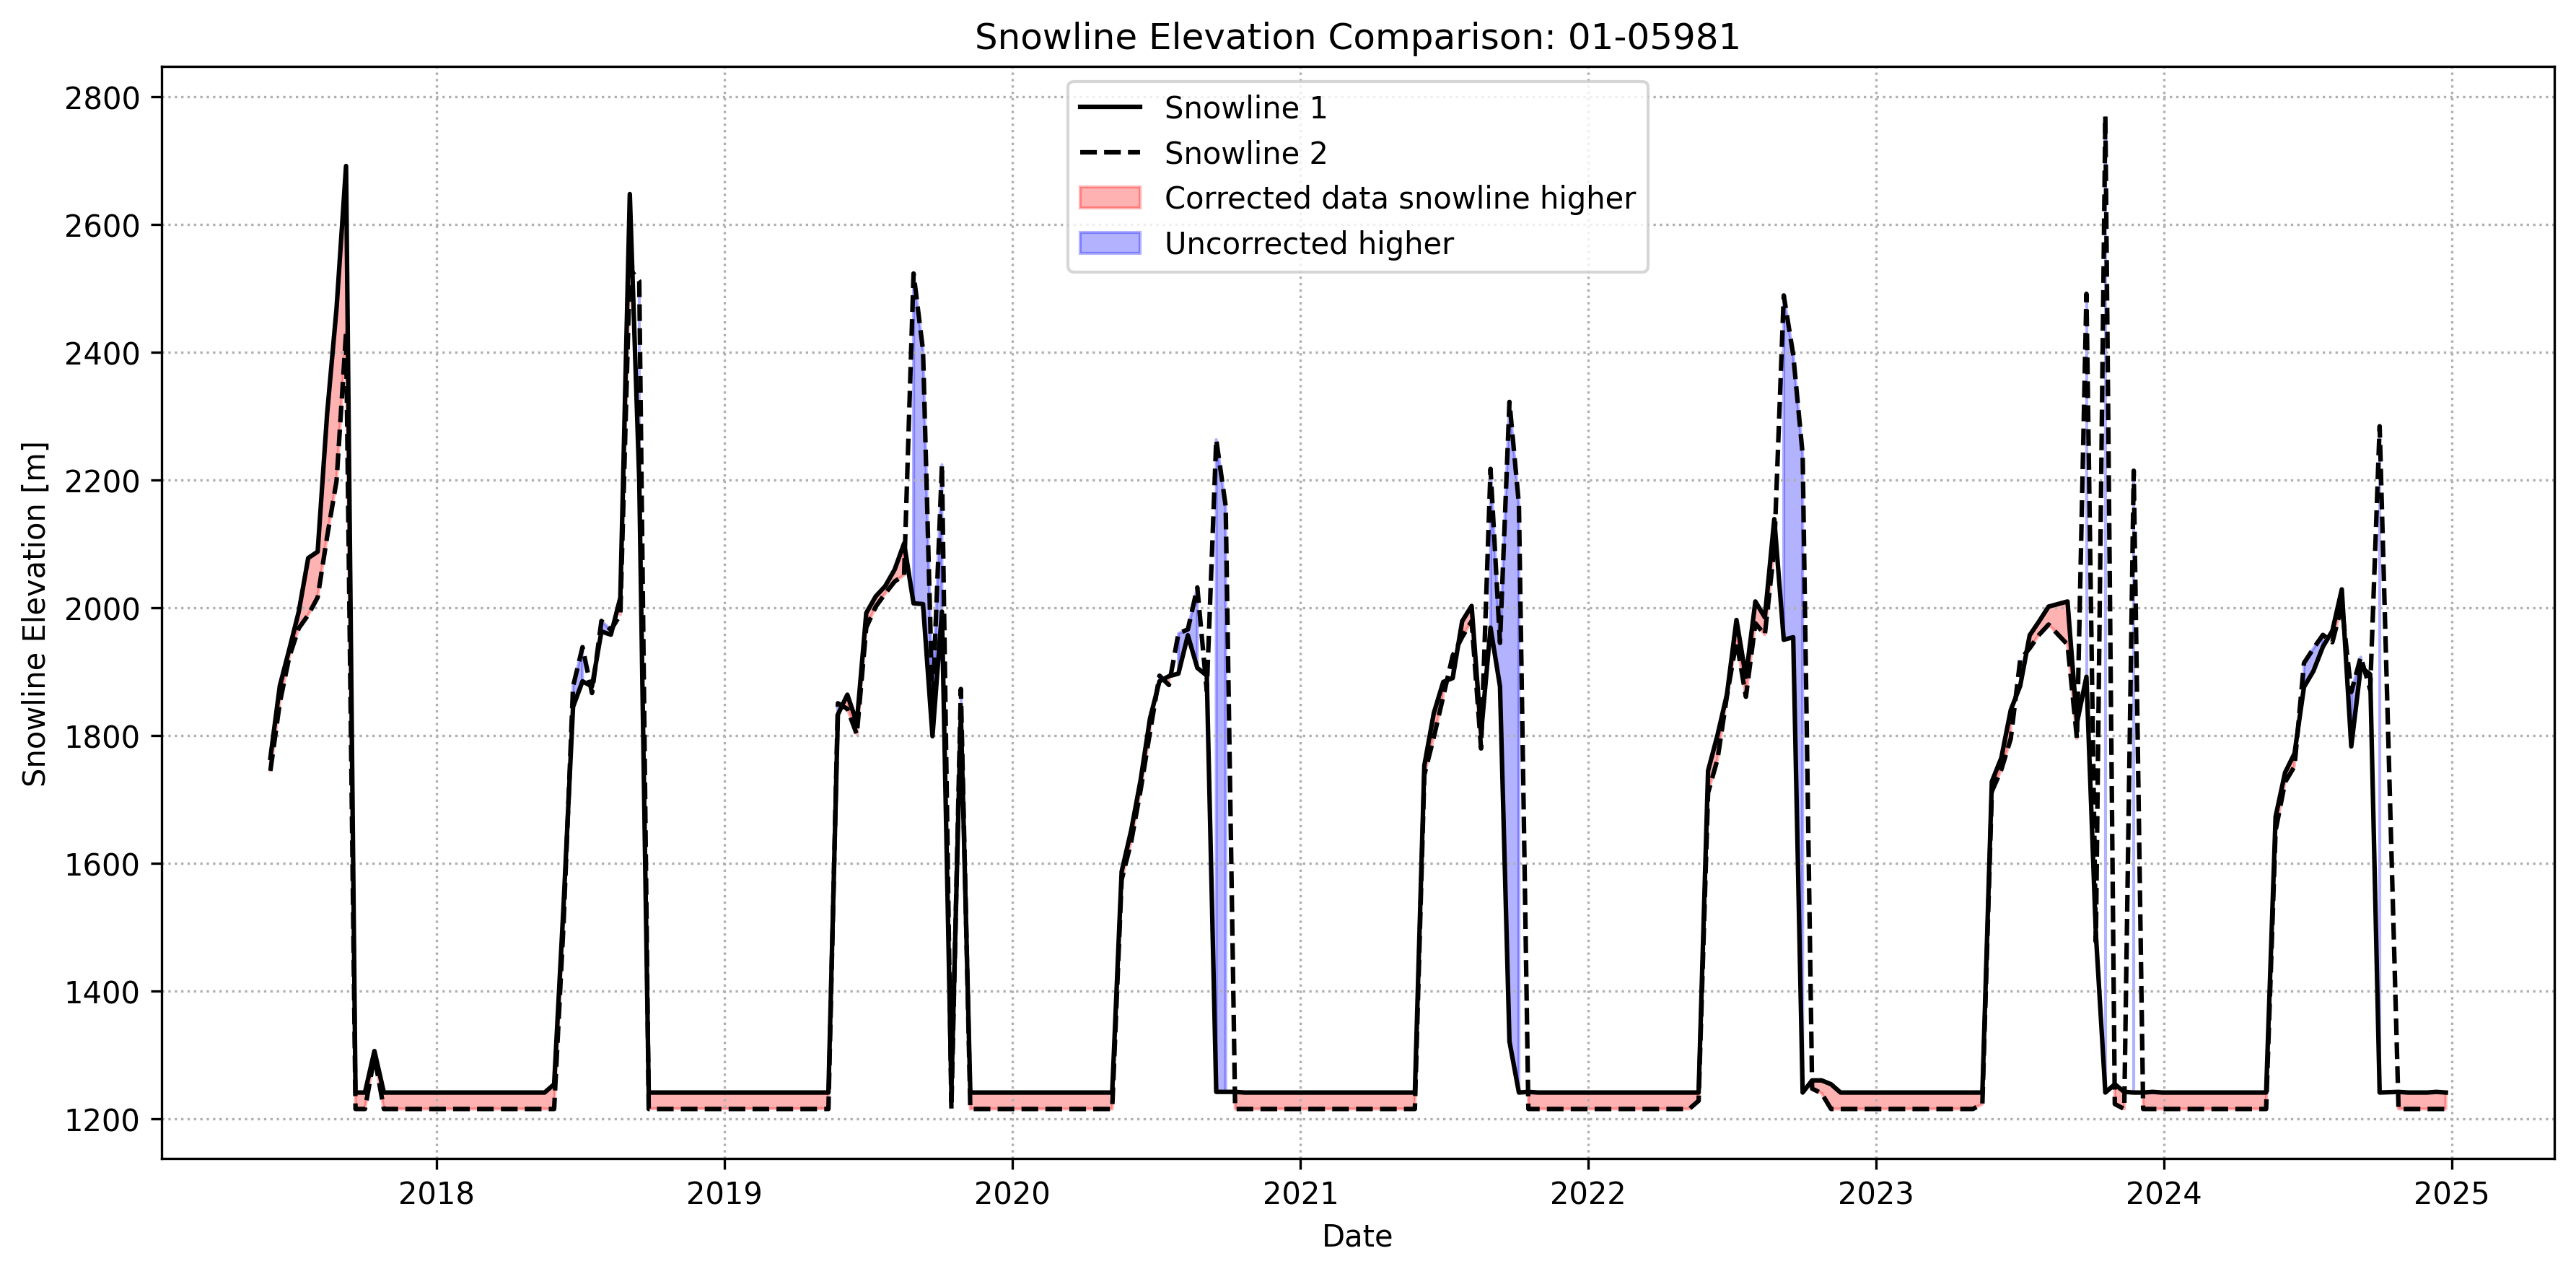 Snowline Elevation Comparison: 01-05981
Snowline 1
Snowline 2
Corrected data snowline higher
Uncorrected higher
Snowline Elevation [m]
2800
2600
2400
2200
2000
1800
1600
1400
1200
2018 2019 2020 2021 2022 2023 2024 2025
Date